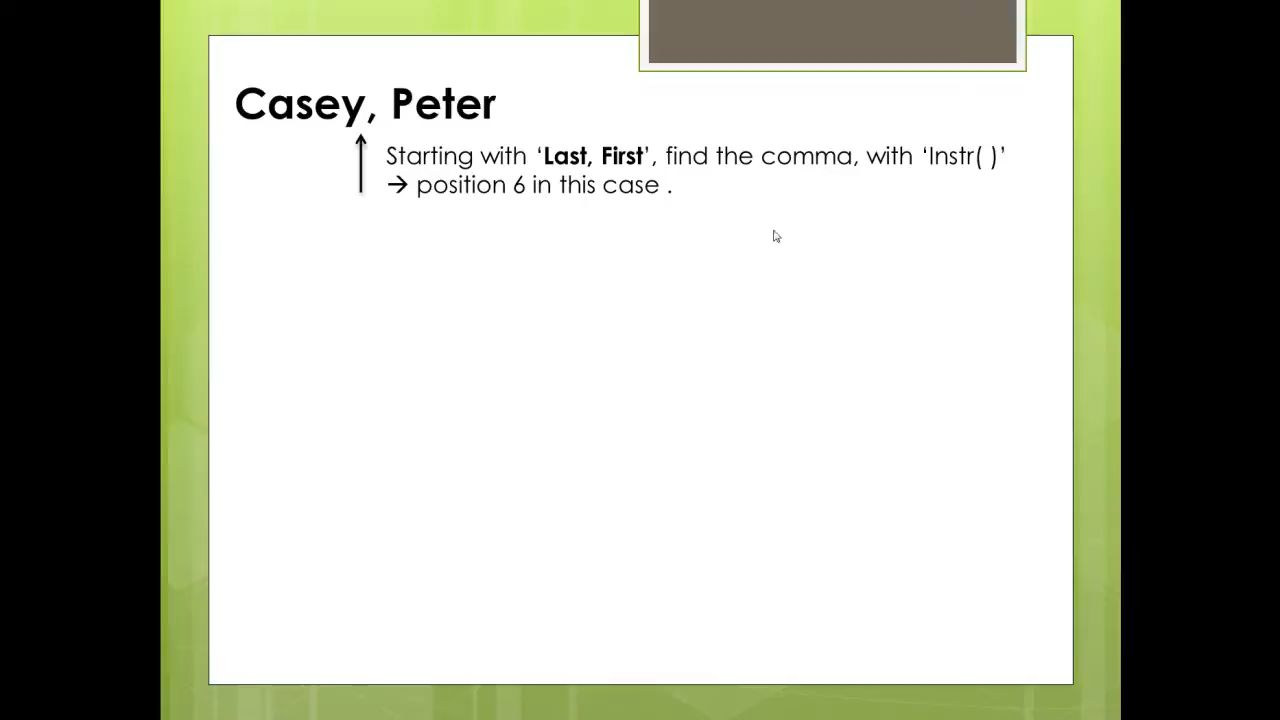 Casey, Peter
Starting with ‘Last, First’, find the comma, with ‘Instr( )’
→ position 6 in this case .